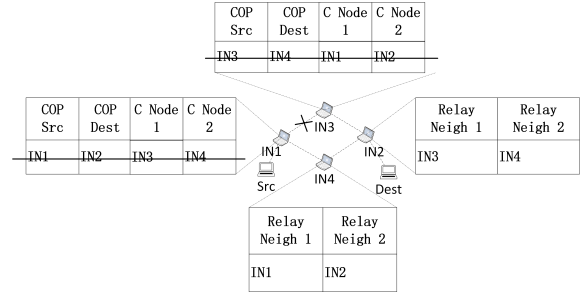 COP Src COP Dest C Node 1 C Node 2
IN3 IN4 IN1 IN2
COP Src COP Dest C Node 1 C Node 2
IN1 IN2 IN3 IN4
Relay Neigh 1 Relay Neigh 2
IN3 IN4
IN3
IN1
IN2
IN4
Src
Dest
Relay Neigh 1 Relay Neigh 2
IN1 IN2